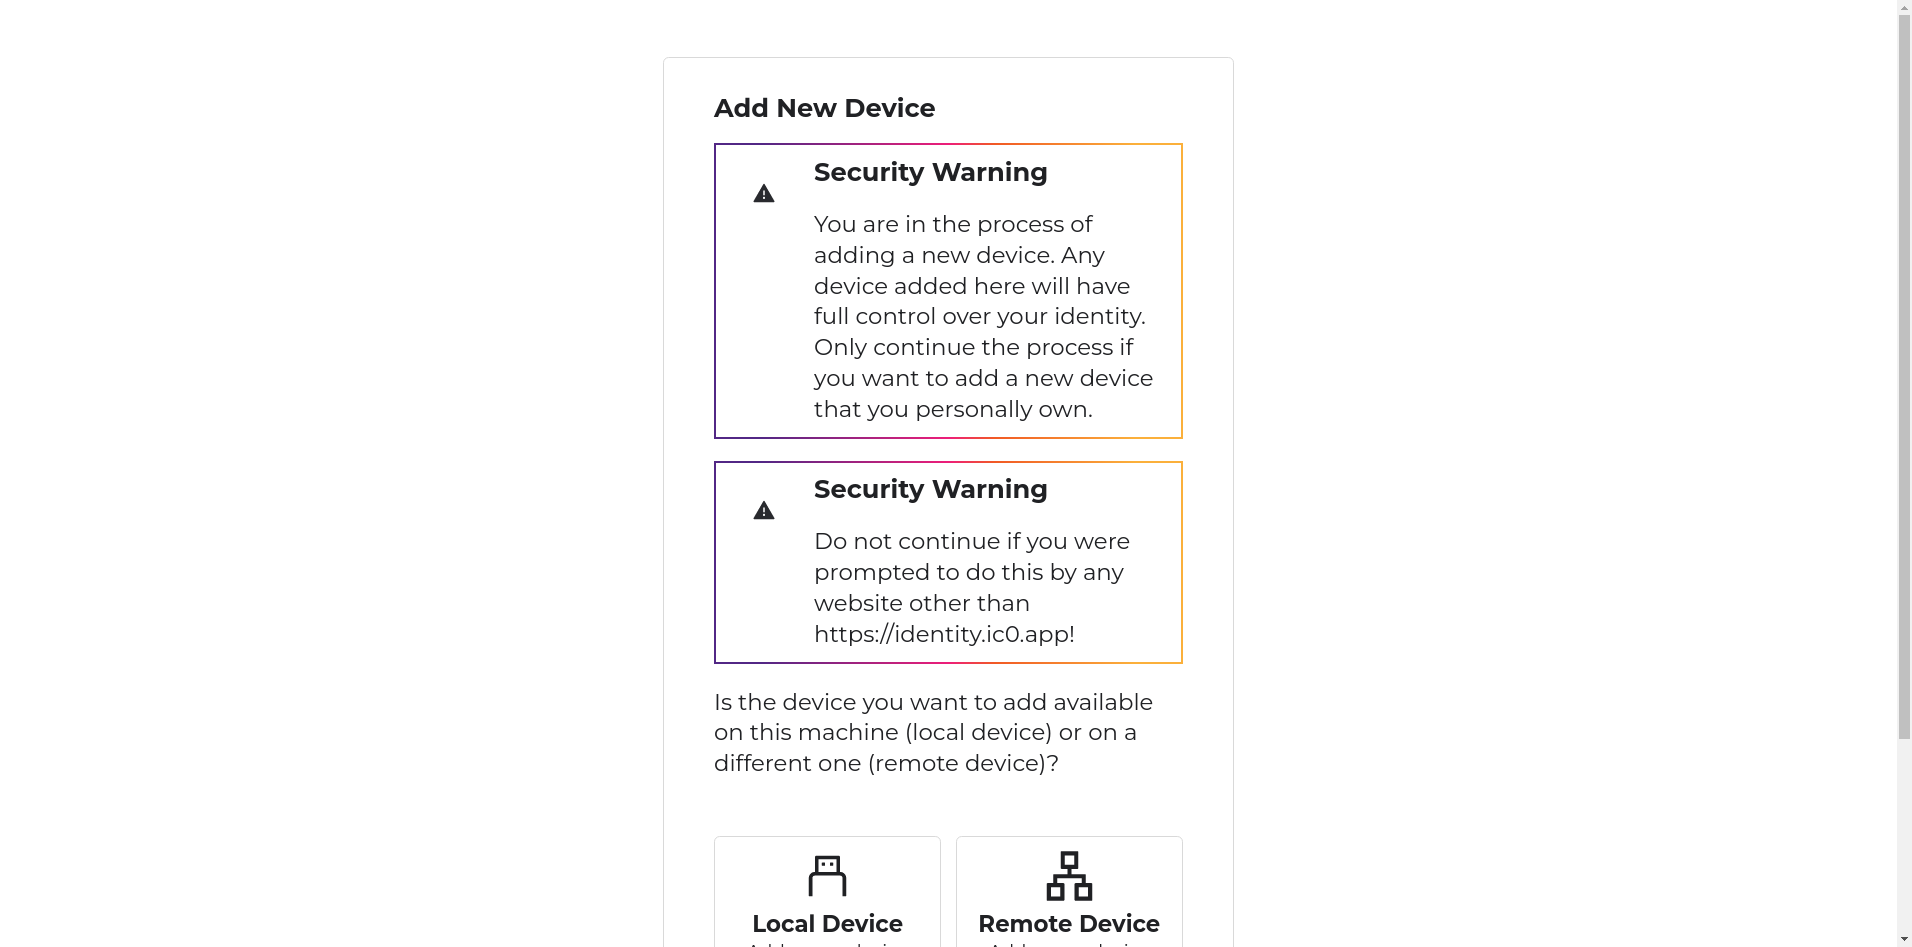 Add New Device
Security Warning
You are in the process of
adding a new device. Any
device added here will have
full control over your identity.
Only continue the process if
you want to add a new device
that you personally own.
Security Warning
Do not continue if you were
prompted to do this by any
website other than
https://identity.ic0.app!
Is the device you want to add available
on this machine (local device) or on a
different one (remote device)?
Local Device
Remote Device